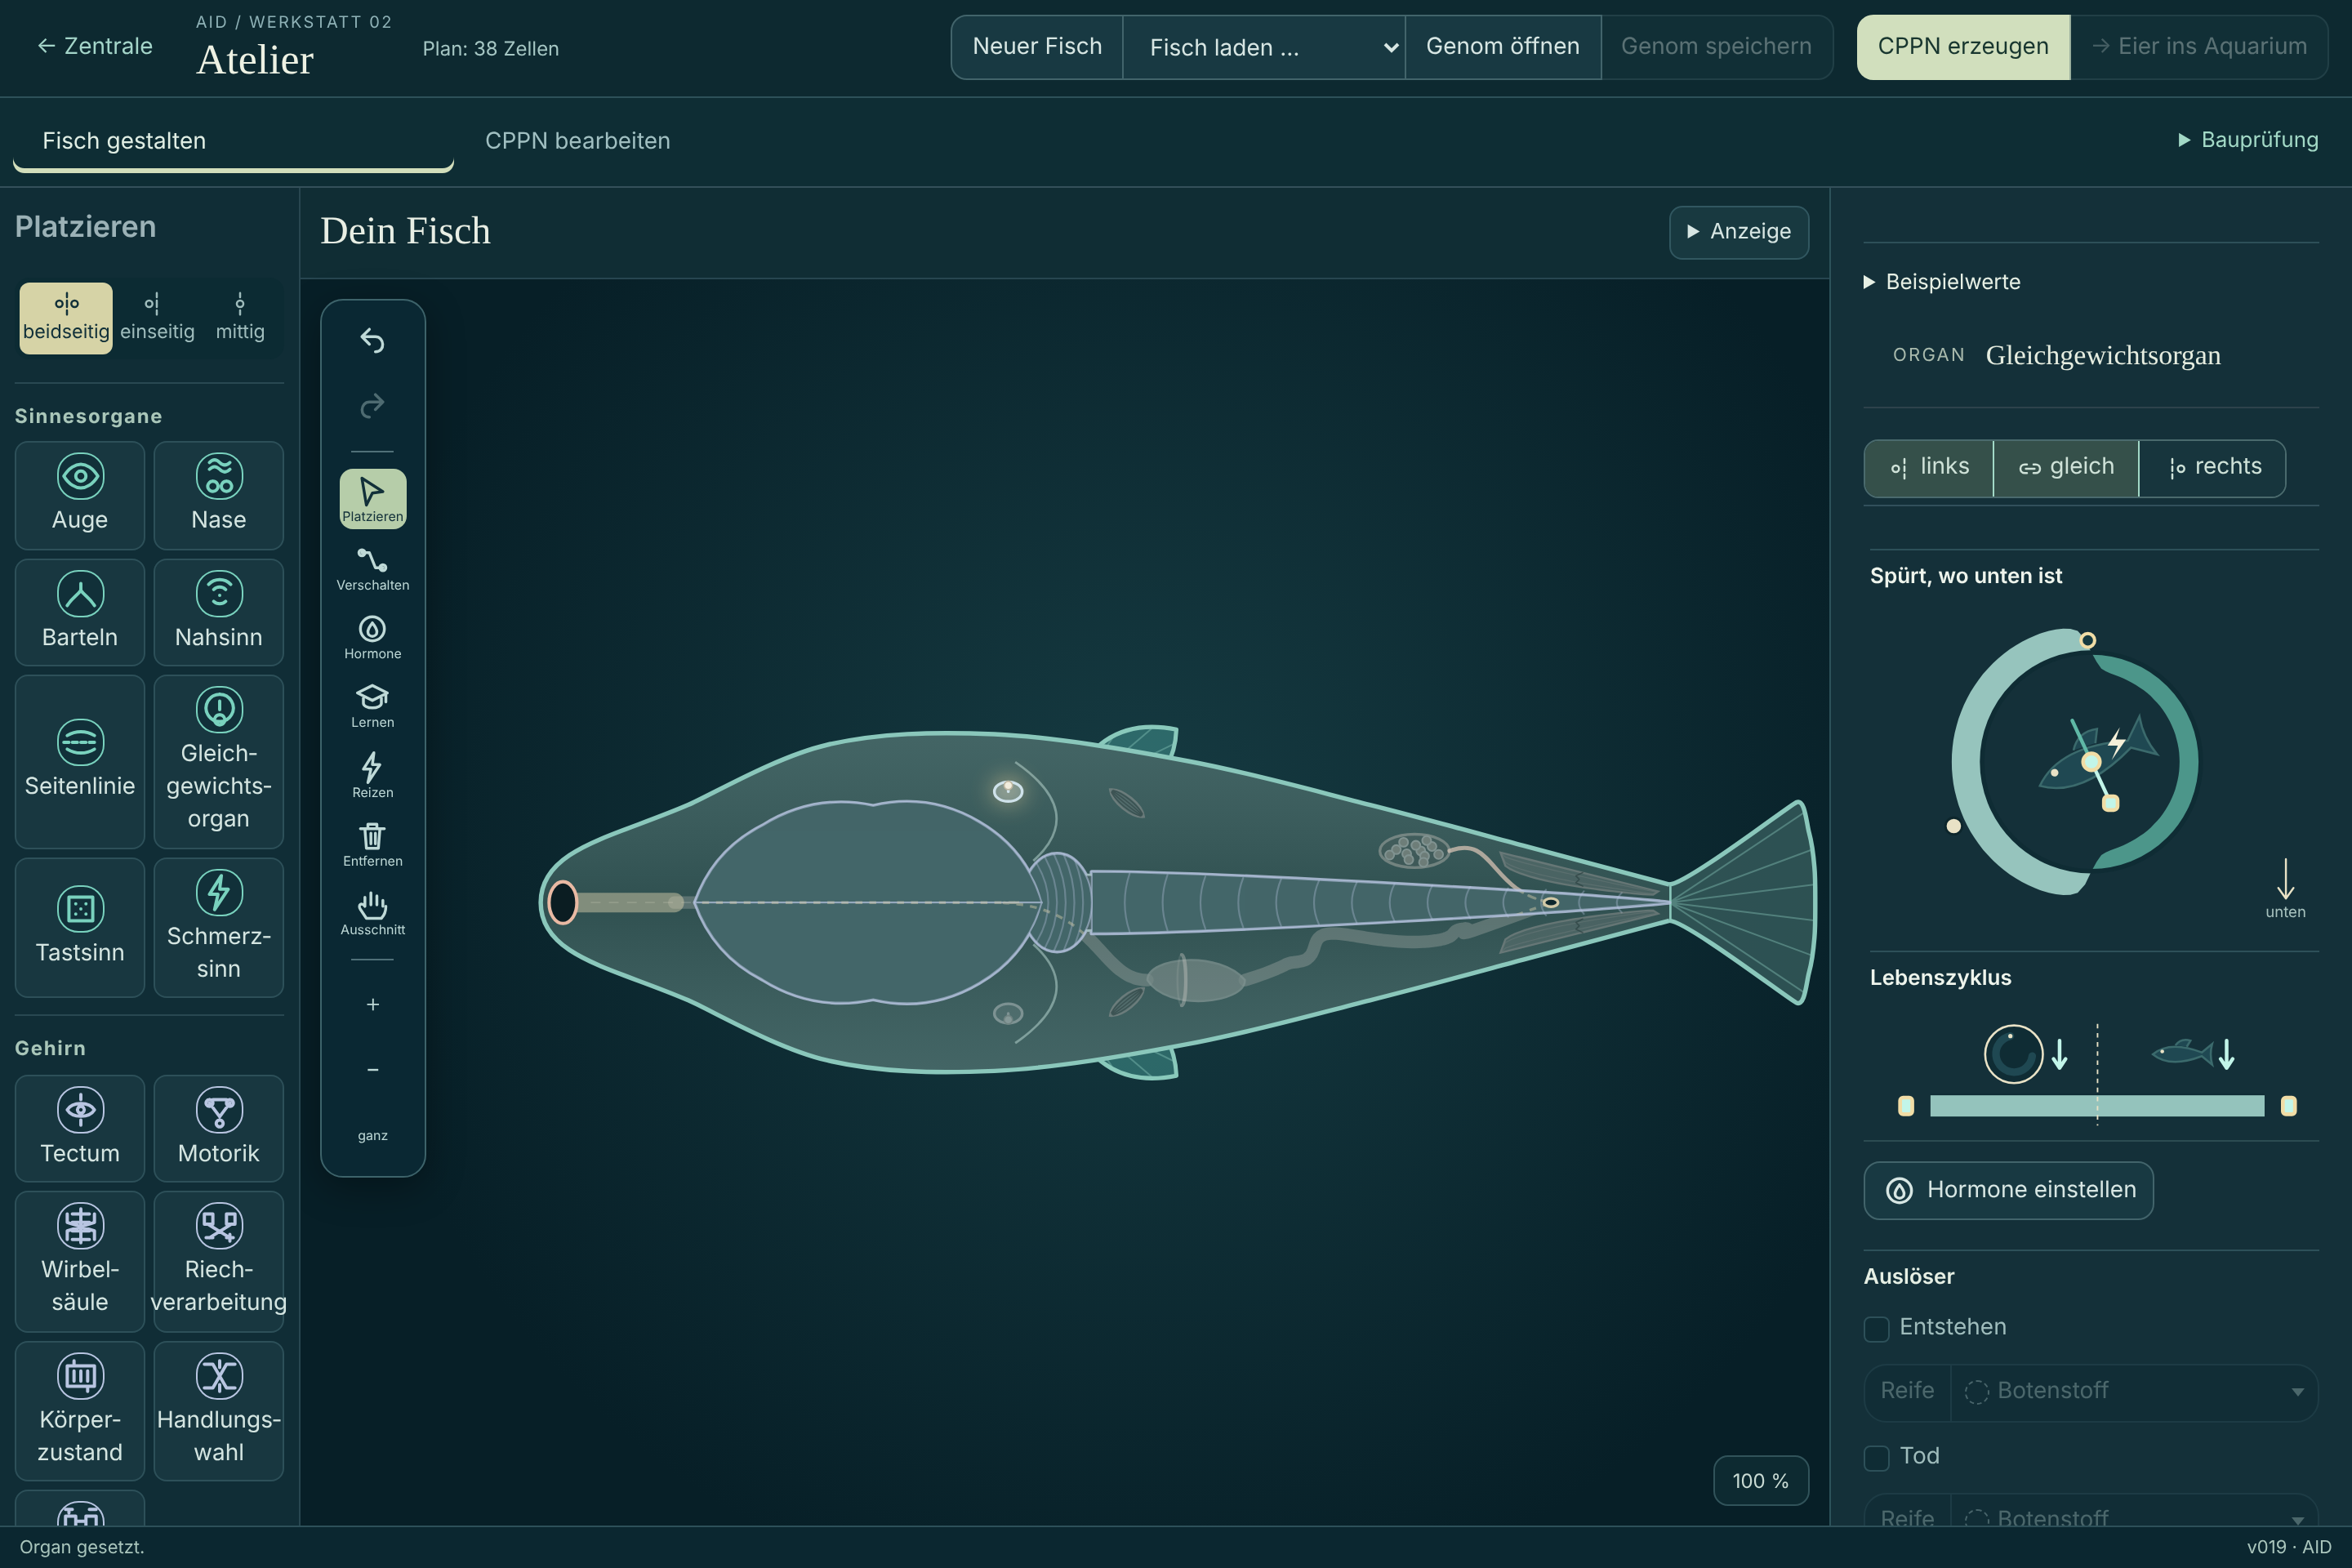 ← Zentrale
AID / WERKSTATT 02
Atelier
Plan: 38 Zellen
Neuer Fisch
Fisch laden ...
Genom öffnen
Genom speichern
CPPN erzeugen
→ Eier ins Aquarium
Fisch gestalten
CPPN bearbeiten
Bauprüfung
Platzieren
beidseitig
einseitig
mittig
Sinnesorgane
Auge
Nase
Barteln
Nahsinn
Seitenlinie
Gleich-
gewichts-
organ
Tastsinn
Schmerz-
sinn
Gehirn
Tectum
Motorik
Wirbel-
säule
Riech-
verarbeitung
Körper-
zustand
Handlungs-
wahl
Dein Fisch
Anzeige
Platzieren
Verschalten
Hormone
Lernen
Reizen
Entfernen
Ausschnitt
+
−
ganz
100 %
Beispielwerte
ORGAN Gleichgewichtsorgan
links
gleich
rechts
Spürt, wo unten ist
unten
Lebenszyklus
Hormone einstellen
Auslöser
Entstehen
Reife
Botenstoff
Tod
Reife
Botenstoff
Organ gesetzt.
v019 · AID